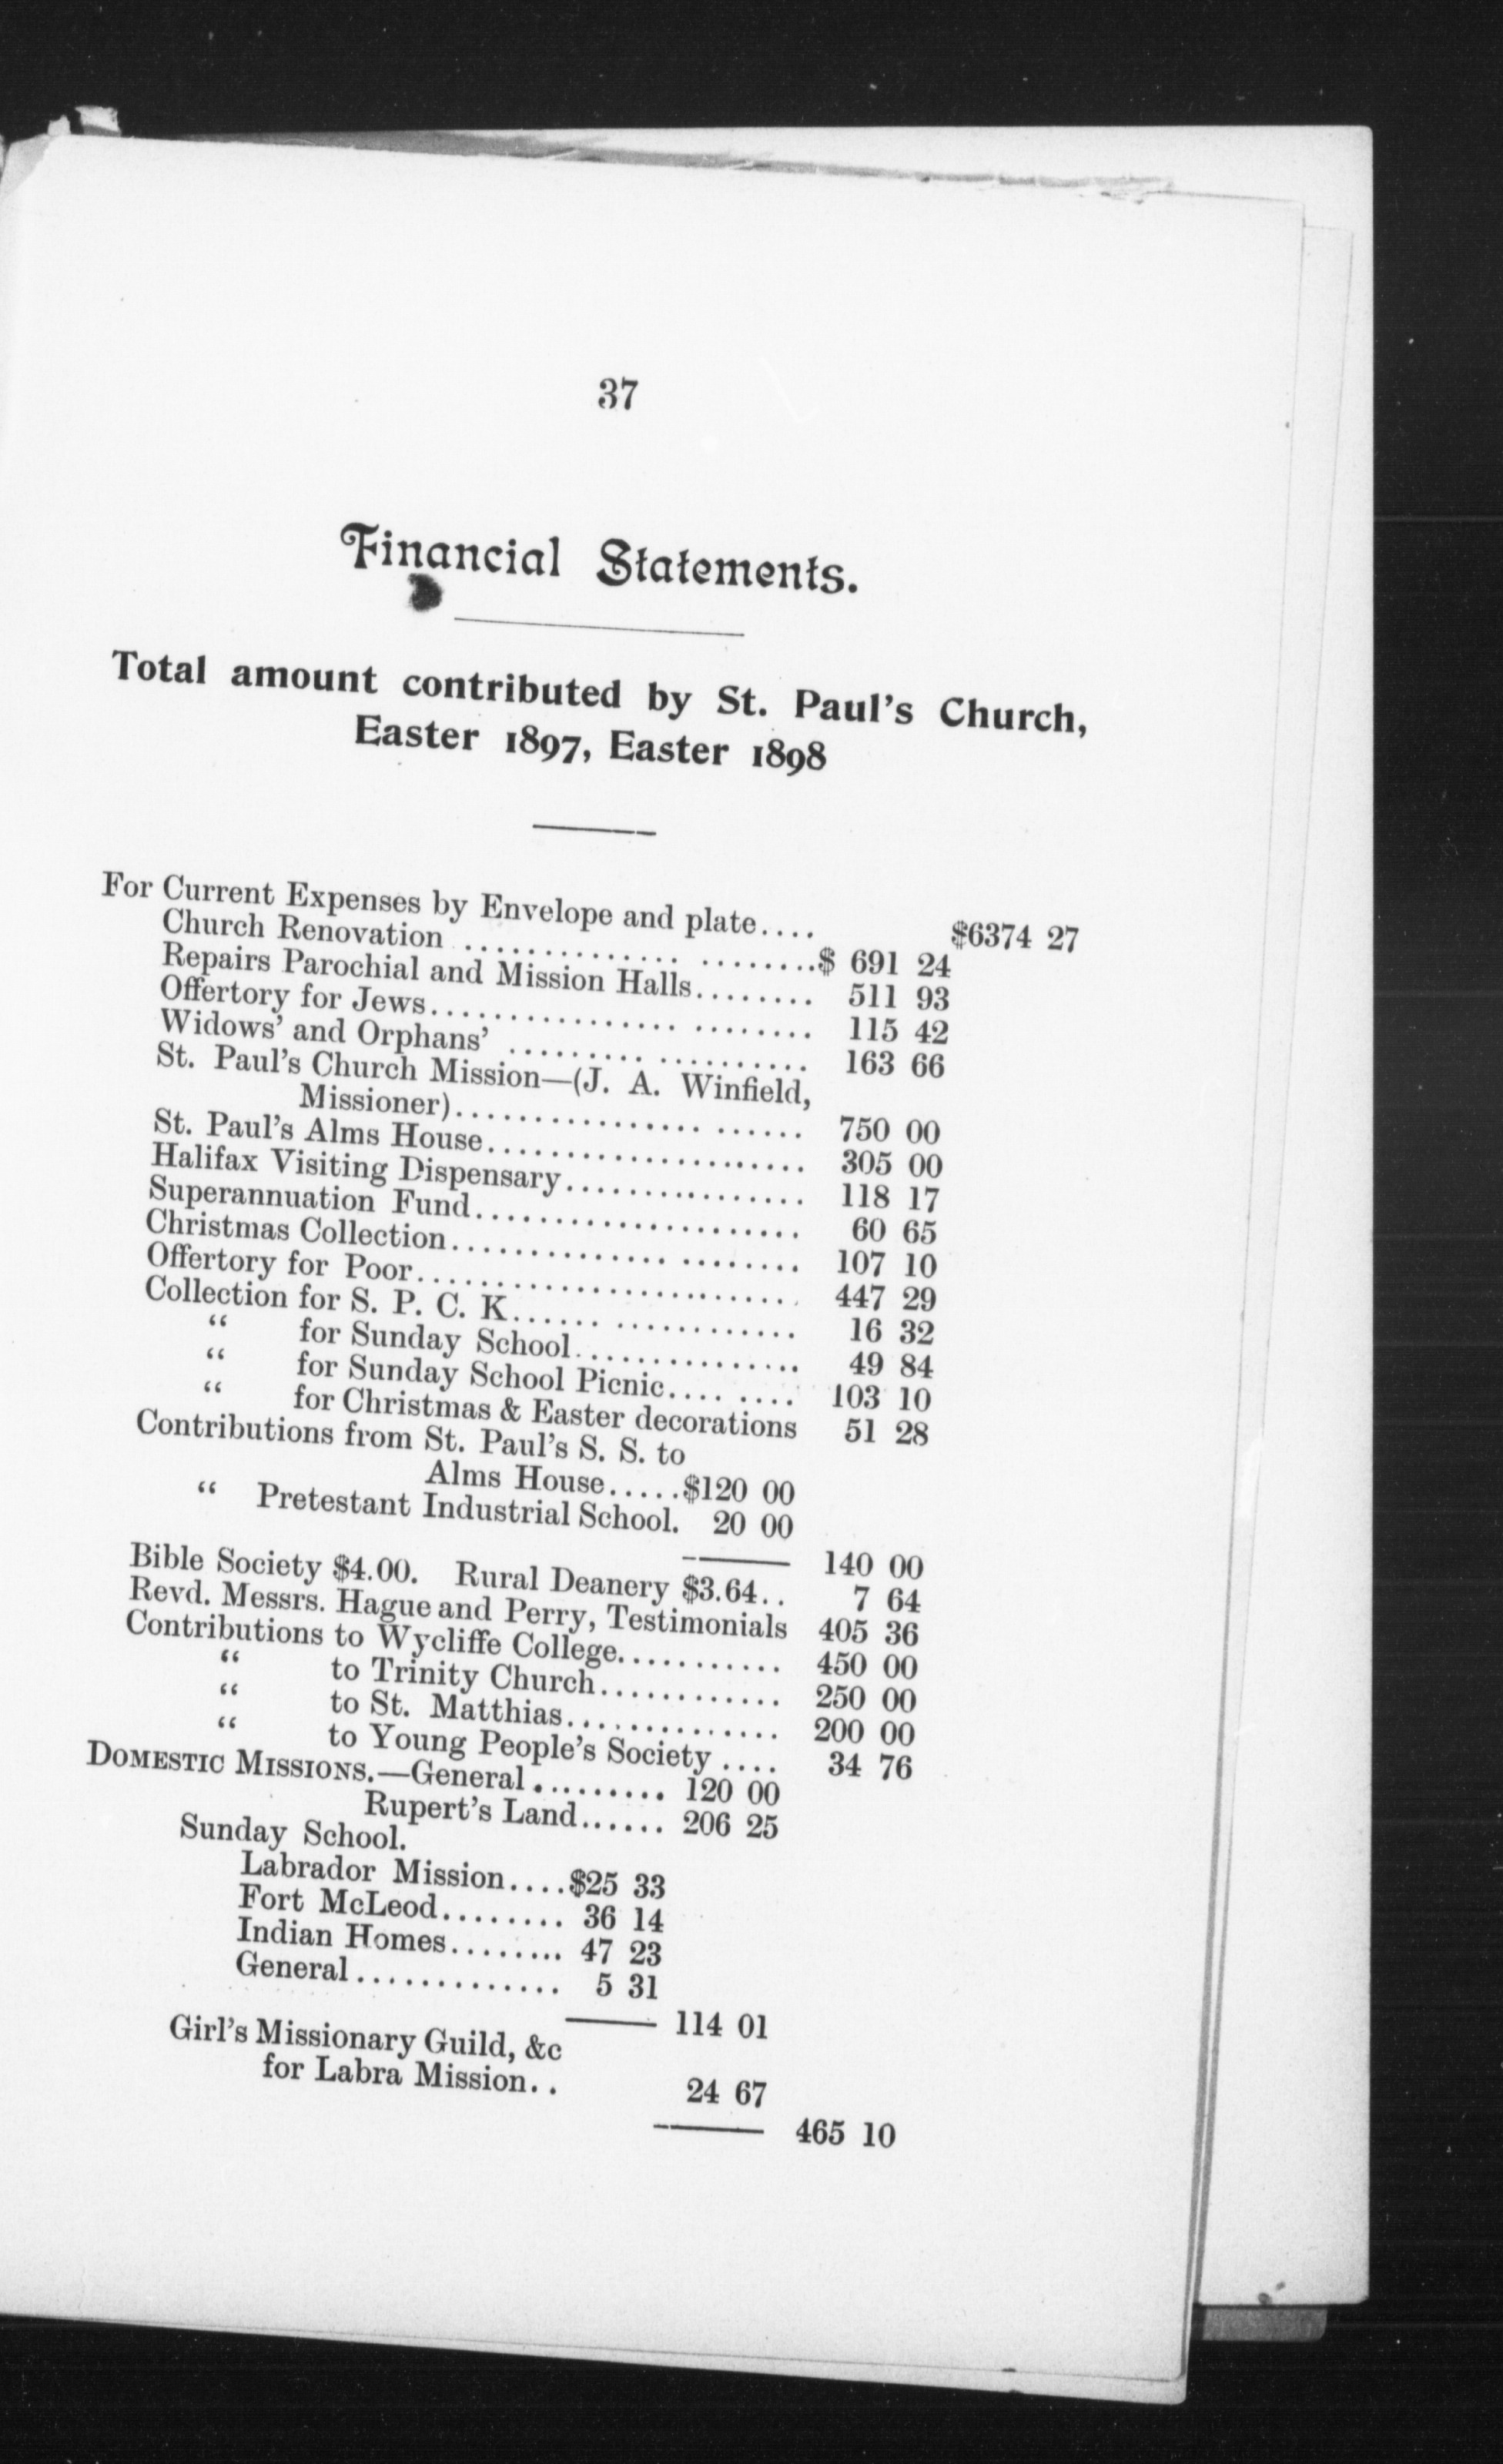 37
Financial Statements.
Total amount contributed by St. Paul's Church,
Easter 1897, Easter 1898
For Current Expenses by Envelope and plate.... $6374 27
Church Renovation .............. ........$ 691 24
Repairs Parochial and Mission Halls........ 511 93
Offertory for Jews................ ........ 115 42
Widows' and Orphans' ......... .......... 163 66
St. Paul's Church Mission—(J. A. Winfield,
Missioner)................ ...... 750 00
St. Paul's Alms House...................... 305 00
Halifax Visiting Dispensary................ 118 17
Superannuation Fund...................... 60 65
Christmas Collection.............. ........ 107 10
Offertory for Poor......................... 447 29
Collection for S. P. C. K...... ............ 16 32
“ for Sunday School............... 49 84
“ for Sunday School Picnic.... .... 103 10
“ for Christmas & Easter decorations 51 28
Contributions from St. Paul's S. S. to
Alms House.....$120 00
“ Pretestant Industrial School. 20 00
140 00
Bible Society $4.00. Rural Deanery $3.64.. 7 64
Revd. Messrs. Hague and Perry, Testimonials 405 36
Contributions to Wycliffe College........... 450 00
“ to Trinity Church............ 250 00
“ to St. Matthias.............. 200 00
“ to Young People's Society .... 34 76
DOMESTIC MISSIONS.—General......... 120 00
Rupert's Land...... 206 25
Sunday School.
Labrador Mission....$25 33
Fort McLeod........ 36 14
Indian Homes........ 47 23
General............. 5 31
114 01
Girl's Missionary Guild, &c
for Labra Mission.. 24 67
465 10